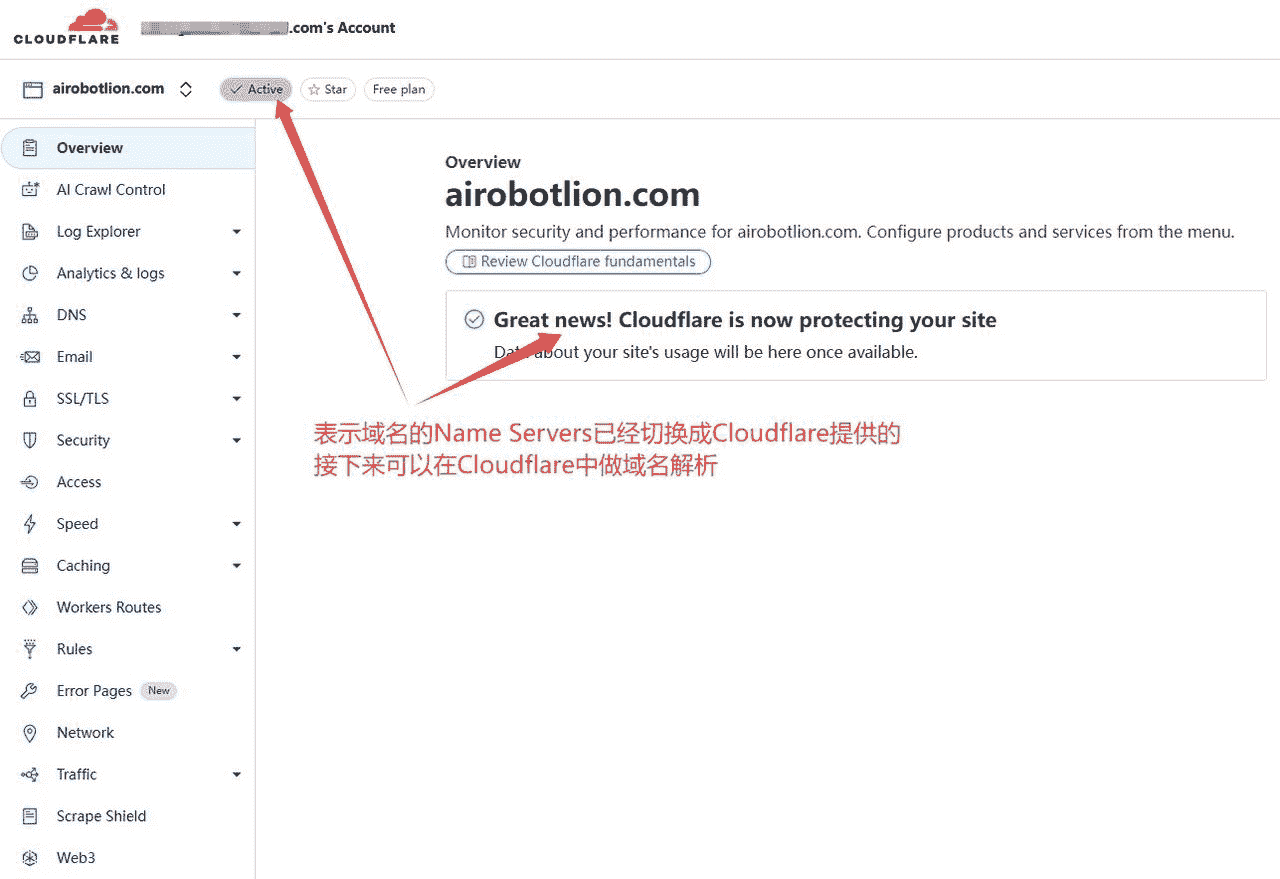 CLOUDFLARE
.com's Account
airobotlion.com
Active
Star
Free plan
Overview
AI Crawl Control
Log Explorer
Analytics & logs
DNS
Email
SSL/TLS
Security
Access
Speed
Caching
Workers Routes
Rules
Error Pages New
Network
Traffic
Scrape Shield
Web3
Overview
airobotlion.com
Monitor security and performance for airobotlion.com. Configure products and services from the menu.
Review Cloudflare fundamentals
Great news! Cloudflare is now protecting your site
Data about your site's usage will be here once available.
表示域名的Name Servers已经切换成Cloudflare提供的
接下来可以在Cloudflare中做域名解析